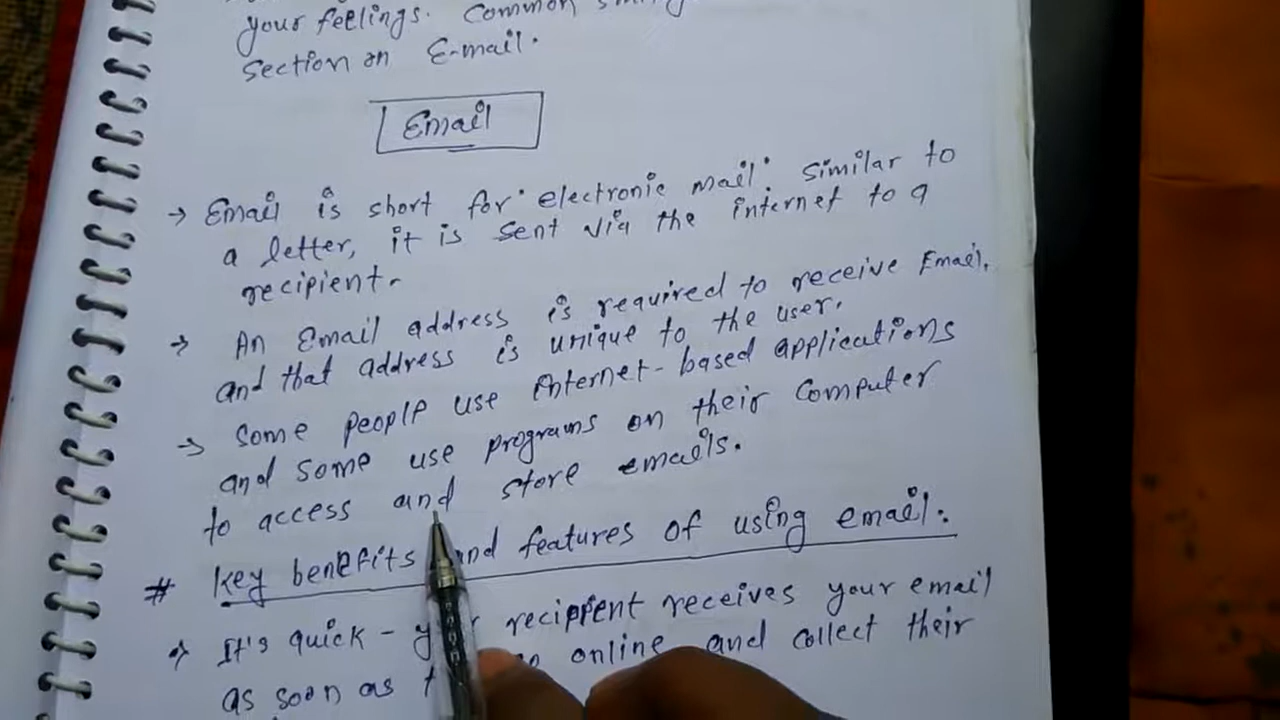 your feelings. Common
section on E-mail.
Email
→ Email is short for 'electronic mail'. Similar to
a letter, it is sent via the internet to a
recipient.
→ An Email address is required to receive Email,
and that address is unique to the user.
→ Some people use internet-based applications
and some use programs on their computer
to access and store emails.
# Key benefits and features of using email:
→ It's quick - your recipient receives your email
as soon as online and collect their